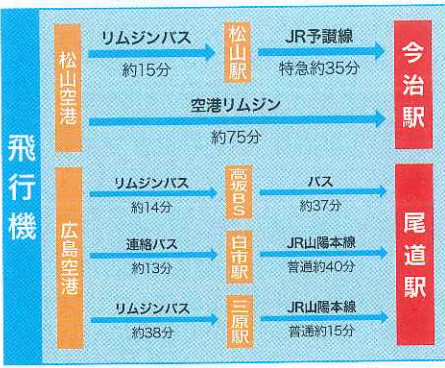 飛行機
松山空港
リムジンバス
約15分
松山駅
JR予讃線
特急約35分
空港リムジン
約75分
今治駅
広島空港
リムジンバス
約14分
高坂BS
バス
約37分
連絡バス
約13分
白市駅
JR山陽本線
普通約40分
リムジンバス
約38分
三原駅
JR山陽本線
普通約15分
尾道駅